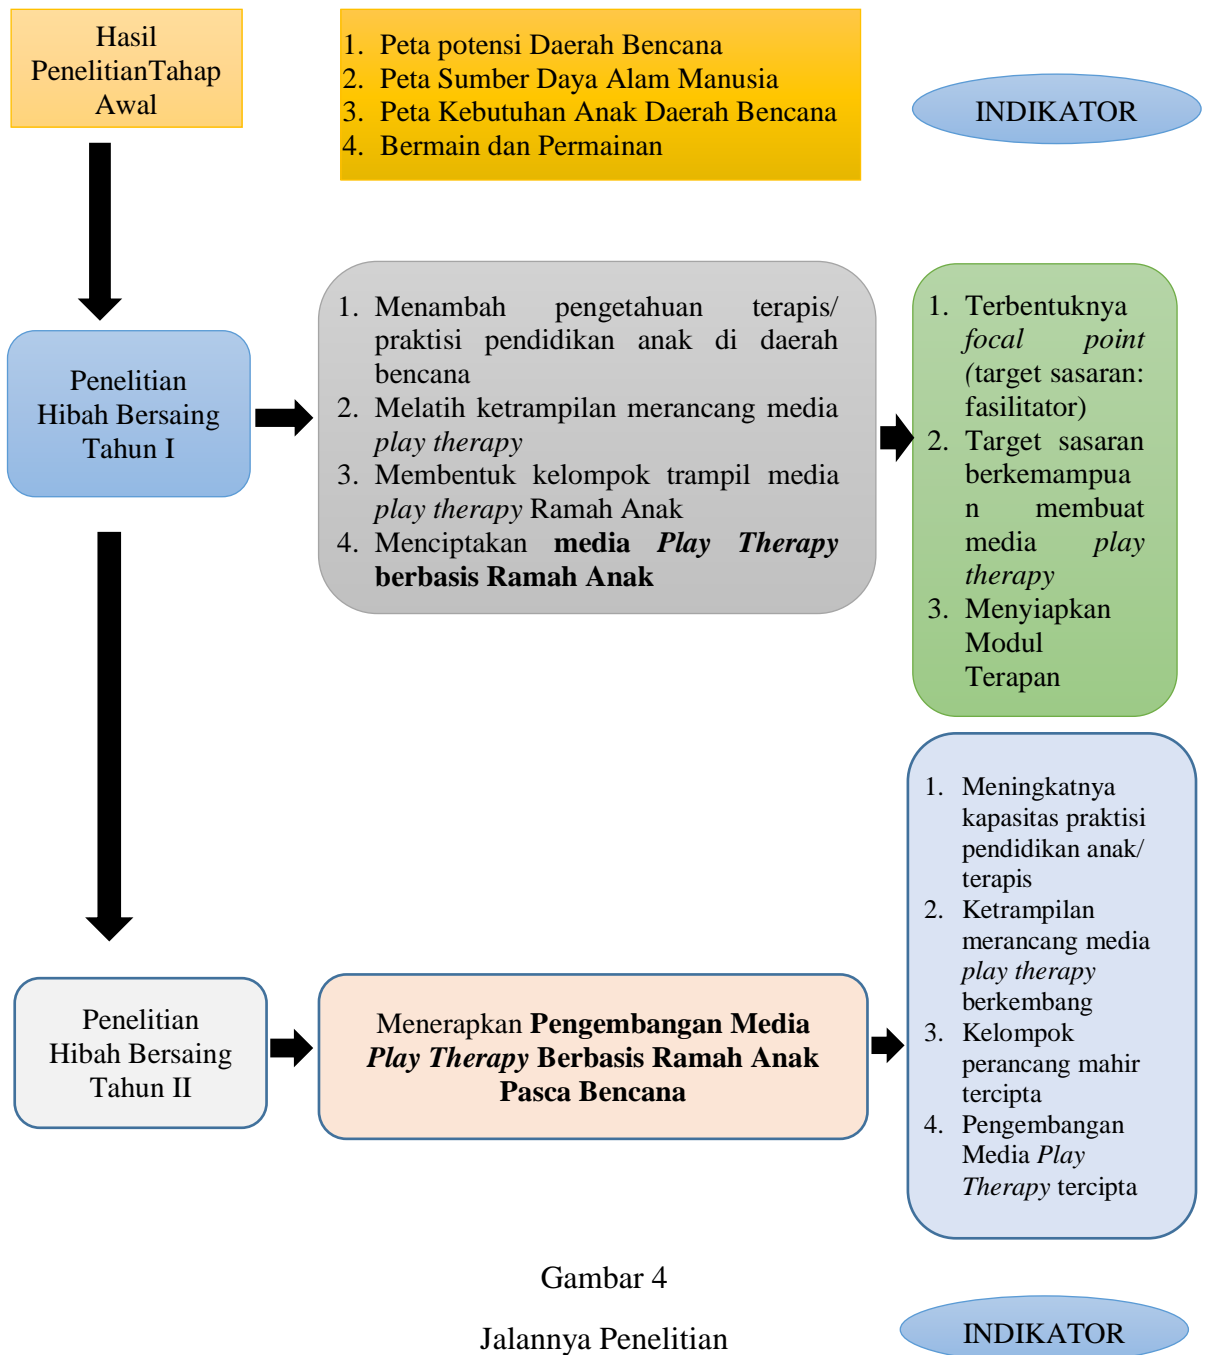 Hasil
PenelitianTahap
Awal
1. Peta potensi Daerah Bencana
2. Peta Sumber Daya Alam Manusia
3. Peta Kebutuhan Anak Daerah Bencana
4. Bermain dan Permainan
INDIKATOR
Penelitian
Hibah Bersaing
Tahun I
1. Menambah pengetahuan terapis/
praktisi pendidikan anak di daerah
bencana
2. Melatih ketrampilan merancang media
play therapy
3. Membentuk kelompok trampil media
play therapy Ramah Anak
4. Menciptakan media Play Therapy
berbasis Ramah Anak
1. Terbentuknya
focal point
(target sasaran:
fasilitator)
2. Target sasaran
berkemampua
n membuat
media play
therapy
3. Menyiapkan
Modul
Terapan
Penelitian
Hibah Bersaing
Tahun II
Menerapkan Pengembangan Media
Play Therapy Berbasis Ramah Anak
Pasca Bencana
1. Meningkatnya
kapasitas praktisi
pendidikan anak/
terapis
2. Ketrampilan
merancang media
play therapy
berkembang
3. Kelompok
perancang mahir
tercipta
4. Pengembangan
Media Play
Therapy tercipta
Gambar 4
Jalannya Penelitian
INDIKATOR